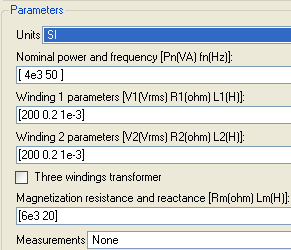 Parameters
Units SI
Nominal power and frequency [Pn(VA) fn(Hz)]:
[ 4e3 50 ]
Winding 1 parameters [V1(Vrms) R1(ohm) L1(H)]:
[200 0.2 1e-3]
Winding 2 parameters [V2(Vrms) R2(ohm) L2(H)]:
[200 0.2 1e-3]
Three windings transformer
Magnetization resistance and reactance [Rm(ohm) Lm(H)]:
[6e3 20]
Measurements None